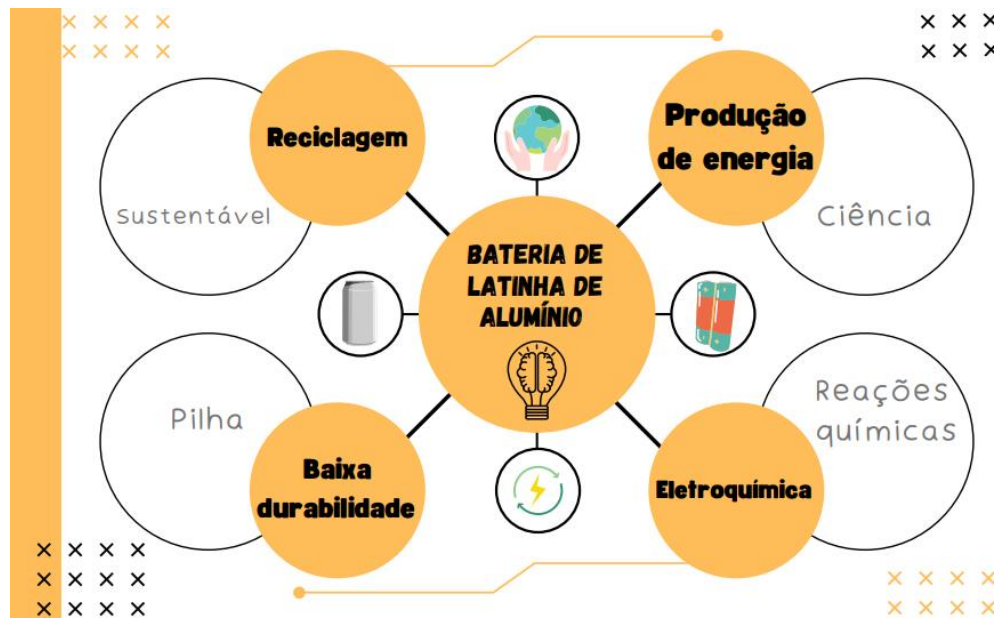 Reciclagem
Sustentável
Produção
de energia
Ciência
BATERIA DE
LATINHA DE
ALUMÍNIO
Pilha
Baixa
durabilidade
Reações
químicas
Eletroquímica